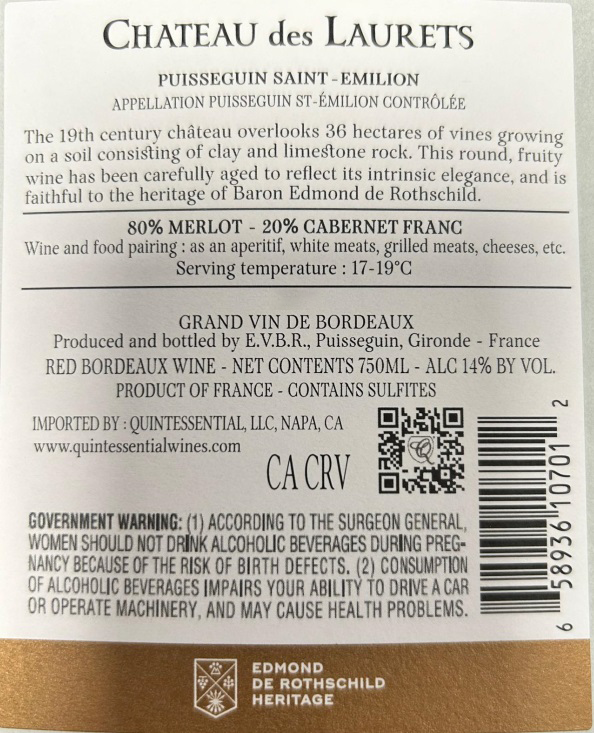 CHATEAU des LAURETS
PUISSEGUIN SAINT-EMILION
APPELLATION PUISSEGUIN ST-ÉMILION CONTRÔLÉE
The 19th century château overlooks 36 hectares of vines growing
on a soil consisting of clay and limestone rock. This round, fruity
wine has been carefully aged to reflect its intrinsic elegance, and is
faithful to the heritage of Baron Edmond de Rothschild.
80% MERLOT - 20% CABERNET FRANC
Wine and food pairing : as an aperitif, white meats, grilled meats, cheeses, etc.
Serving temperature : 17-19°C
GRAND VIN DE BORDEAUX
Produced and bottled by E.V.B.R., Puisseguin, Gironde - France
RED BORDEAUX WINE - NET CONTENTS 750ML - ALC 14% BY VOL.
PRODUCT OF FRANCE - CONTAINS SULFITES
IMPORTED BY : QUINTESSENTIAL, LLC, NAPA, CA
www.quintessentialwines.com
CA CRV
Q
6 58936 10701 2
GOVERNMENT WARNING: (1) ACCORDING TO THE SURGEON GENERAL,
WOMEN SHOULD NOT DRINK ALCOHOLIC BEVERAGES DURING PREG-
NANCY BECAUSE OF THE RISK OF BIRTH DEFECTS. (2) CONSUMPTION
OF ALCOHOLIC BEVERAGES IMPAIRS YOUR ABILITY TO DRIVE A CAR
OR OPERATE MACHINERY, AND MAY CAUSE HEALTH PROBLEMS.
EDMOND
DE ROTHSCHILD
HERITAGE